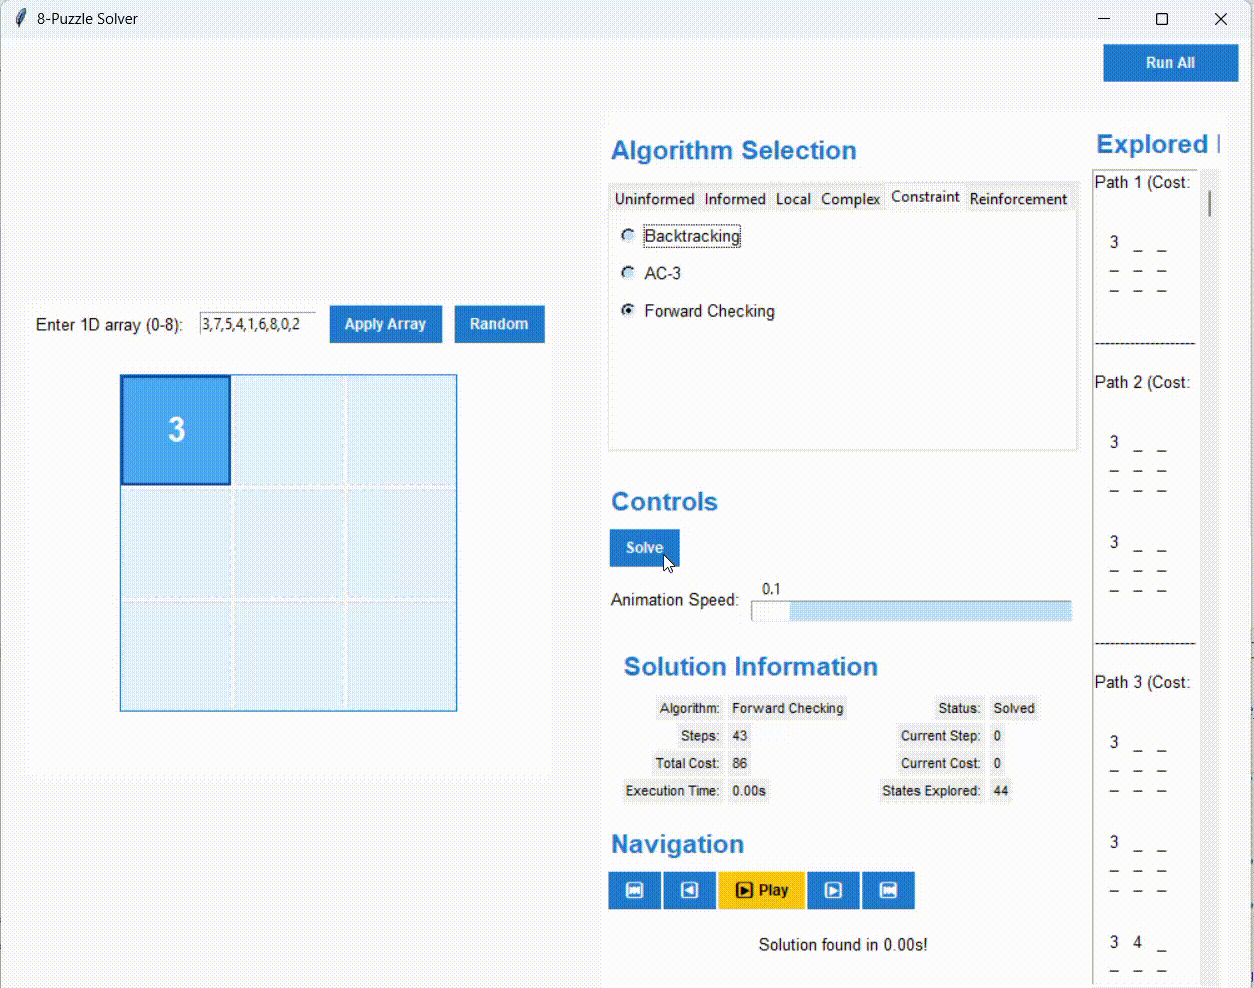 8-Puzzle Solver
Run All
Enter 1D array (0-8): 3,7,5,4,1,6,8,0,2 Apply Array Random
3
Algorithm Selection
Uninformed Informed Local Complex Constraint Reinforcement
Backtracking
AC-3
Forward Checking
Controls
Solve
Animation Speed: 0.1
Solution Information
Algorithm: Forward Checking Status: Solved
Steps: 43 Current Step: 0
Total Cost: 86 Current Cost: 0
Execution Time: 0.00s States Explored: 44
Navigation
Play
Solution found in 0.00s!
Explored
Path 1 (Cost:
3 _ _
_ _ _
_ _ _
--------------------
Path 2 (Cost:
3 _ _
_ _ _
_ _ _
3 _ _
_ _ _
_ _ _
--------------------
Path 3 (Cost:
3 _ _
_ _ _
_ _ _
3 _ _
_ _ _
_ _ _
3 4 _
_ _ _